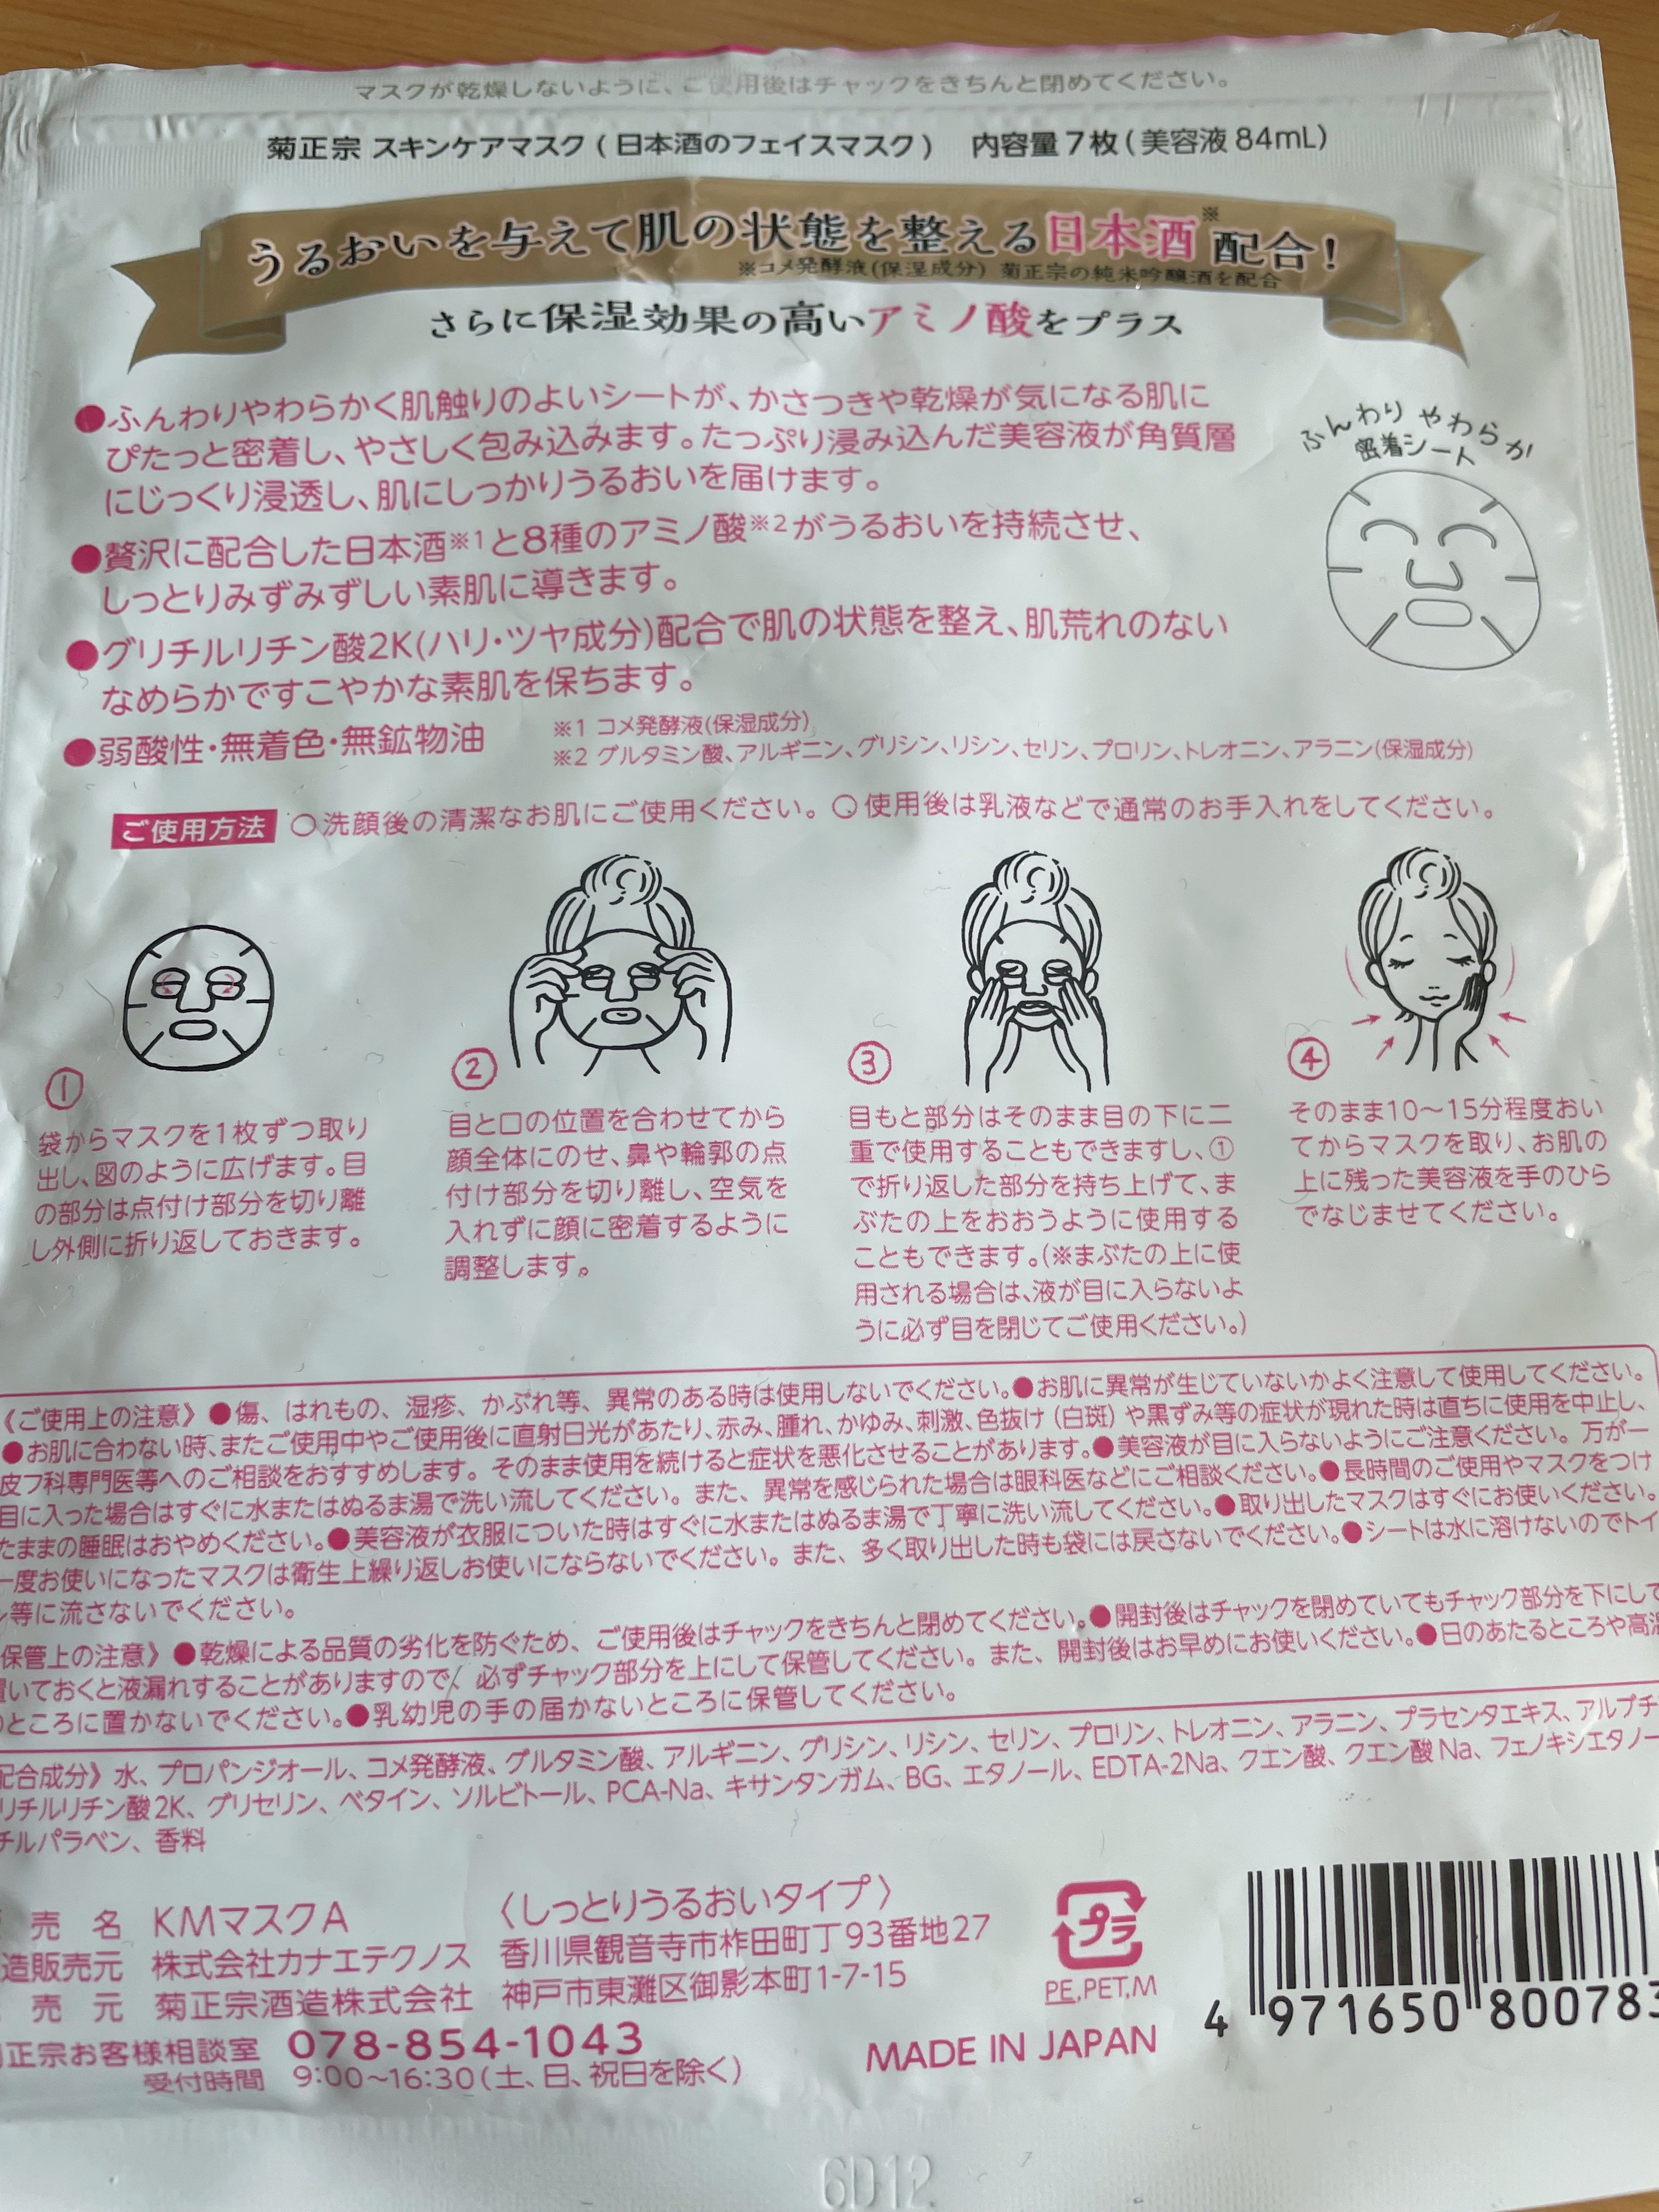 マスクが乾燥しないように、ご使用後はチャックをきちんと閉めてください。
菊正宗 スキンケアマスク(日本酒のフェイスマスク) 内容量7枚(美容液84mL)
うるおいを与えて肌の状態を整える日本酒※配合!
※コメ発酵液(保湿成分) 菊正宗の純米吟醸酒を配合
さらに保湿効果の高いアミノ酸をプラス
●ふんわりやわらかく肌触りのよいシートが、かさつきや乾燥が気になる肌に
ぴたっと密着し、やさしく包み込みます。たっぷり浸み込んだ美容液が角質層
にじっくり浸透し、肌にしっかりうるおいを届けます。
ふんわり やわらか
密着シート
●贅沢に配合した日本酒※1と8種のアミノ酸※2がうるおいを持続させ、
しっとりみずみずしい素肌に導きます。
●グリチルリチン酸2K(ハリ・ツヤ成分)配合で肌の状態を整え、肌荒れのない
なめらかですこやかな素肌を保ちます。
●弱酸性・無着色・無鉱物油
※1 コメ発酵液(保湿成分)
※2 グルタミン酸、アルギニン、グリシン、リシン、セリン、プロリン、トレオニン、アラニン(保湿成分)
ご使用方法 ○洗顔後の清潔なお肌にご使用ください。○使用後は乳液などで通常のお手入れをしてください。
①
袋からマスクを1枚ずつ取り
出し、図のように広げます。目
の部分は点付け部分を切り離
し外側に折り返しておきます。
②
目と口の位置を合わせてから
顔全体にのせ、鼻や輪郭の点
付け部分を切り離し、空気を
入れずに顔に密着するように
調整します。
③
目もと部分はそのまま目の下に二
重で使用することもできますし、①
で折り返した部分を持ち上げて、ま
ぶたの上をおおうように使用する
こともできます。(※まぶたの上に使
用される場合は、液が目に入らないよ
うに必ず目を閉じてご使用ください。)
④
そのまま10～15分程度おい
てからマスクを取り、お肌の
上に残った美容液を手のひら
でなじませてください。
《ご使用上の注意》●傷、はれもの、湿疹、かぶれ等、異常のある時は使用しないでください。●お肌に異常が生じていないかよく注意して使用してください。
●お肌に合わない時、またご使用中やご使用後に直射日光があたり、赤み、腫れ、かゆみ、刺激、色抜け(白斑)や黒ずみ等の症状が現れた時は直ちに使用を中止し、
皮フ科専門医等へのご相談をおすすめします。そのまま使用を続けると症状を悪化させることがあります。●美容液が目に入らないようにご注意ください。万が一
目に入った場合はすぐに水またはぬるま湯で洗い流してください。また、異常を感じられた場合は眼科医などにご相談ください。●長時間のご使用やマスクをつけ
たままの睡眠はおやめください。●美容液が衣服についた時はすぐに水またはぬるま湯で丁寧に洗い流してください。●取り出したマスクはすぐにお使いください。
一度お使いになったマスクは衛生上繰り返しお使いにならないでください。また、多く取り出した時も袋には戻さないでください。●シートは水に溶けないのでトイ
レ等に流さないでください。
保管上の注意》●乾燥による品質の劣化を防ぐため、ご使用後はチャックをきちんと閉めてください。●開封後はチャックを閉めていてもチャック部分を下にして
置いておくと液漏れすることがありますので、必ずチャック部分を上にして保管してください。また、開封後はお早めにお使いください。●日のあたるところや高温
のところに置かないでください。●乳幼児の手の届かないところに保管してください。
配合成分》水、プロパンジオール、コメ発酵液、グルタミン酸、アルギニン、グリシン、リシン、セリン、プロリン、トレオニン、アラニン、プラセンタエキス、アルブチ
リチルリチン酸2K、グリセリン、ベタイン、ソルビトール、PCA-Na、キサンタンガム、BG、エタノール、EDTA-2Na、クエン酸、クエン酸Na、フェノキシエタノー
チルパラベン、香料
売 名 KMマスクA 〈しっとりうるおいタイプ〉
造販売元 株式会社カナエテクノス 香川県観音寺市柞田町丁93番地27
売 元 菊正宗酒造株式会社 神戸市東灘区御影本町1-7-15
正宗お客様相談室 078-854-1043
受付時間 9:00～16:30(土、日、祝日を除く)
プラ
PE,PET,M
MADE IN JAPAN
4 971650 800783
6D12